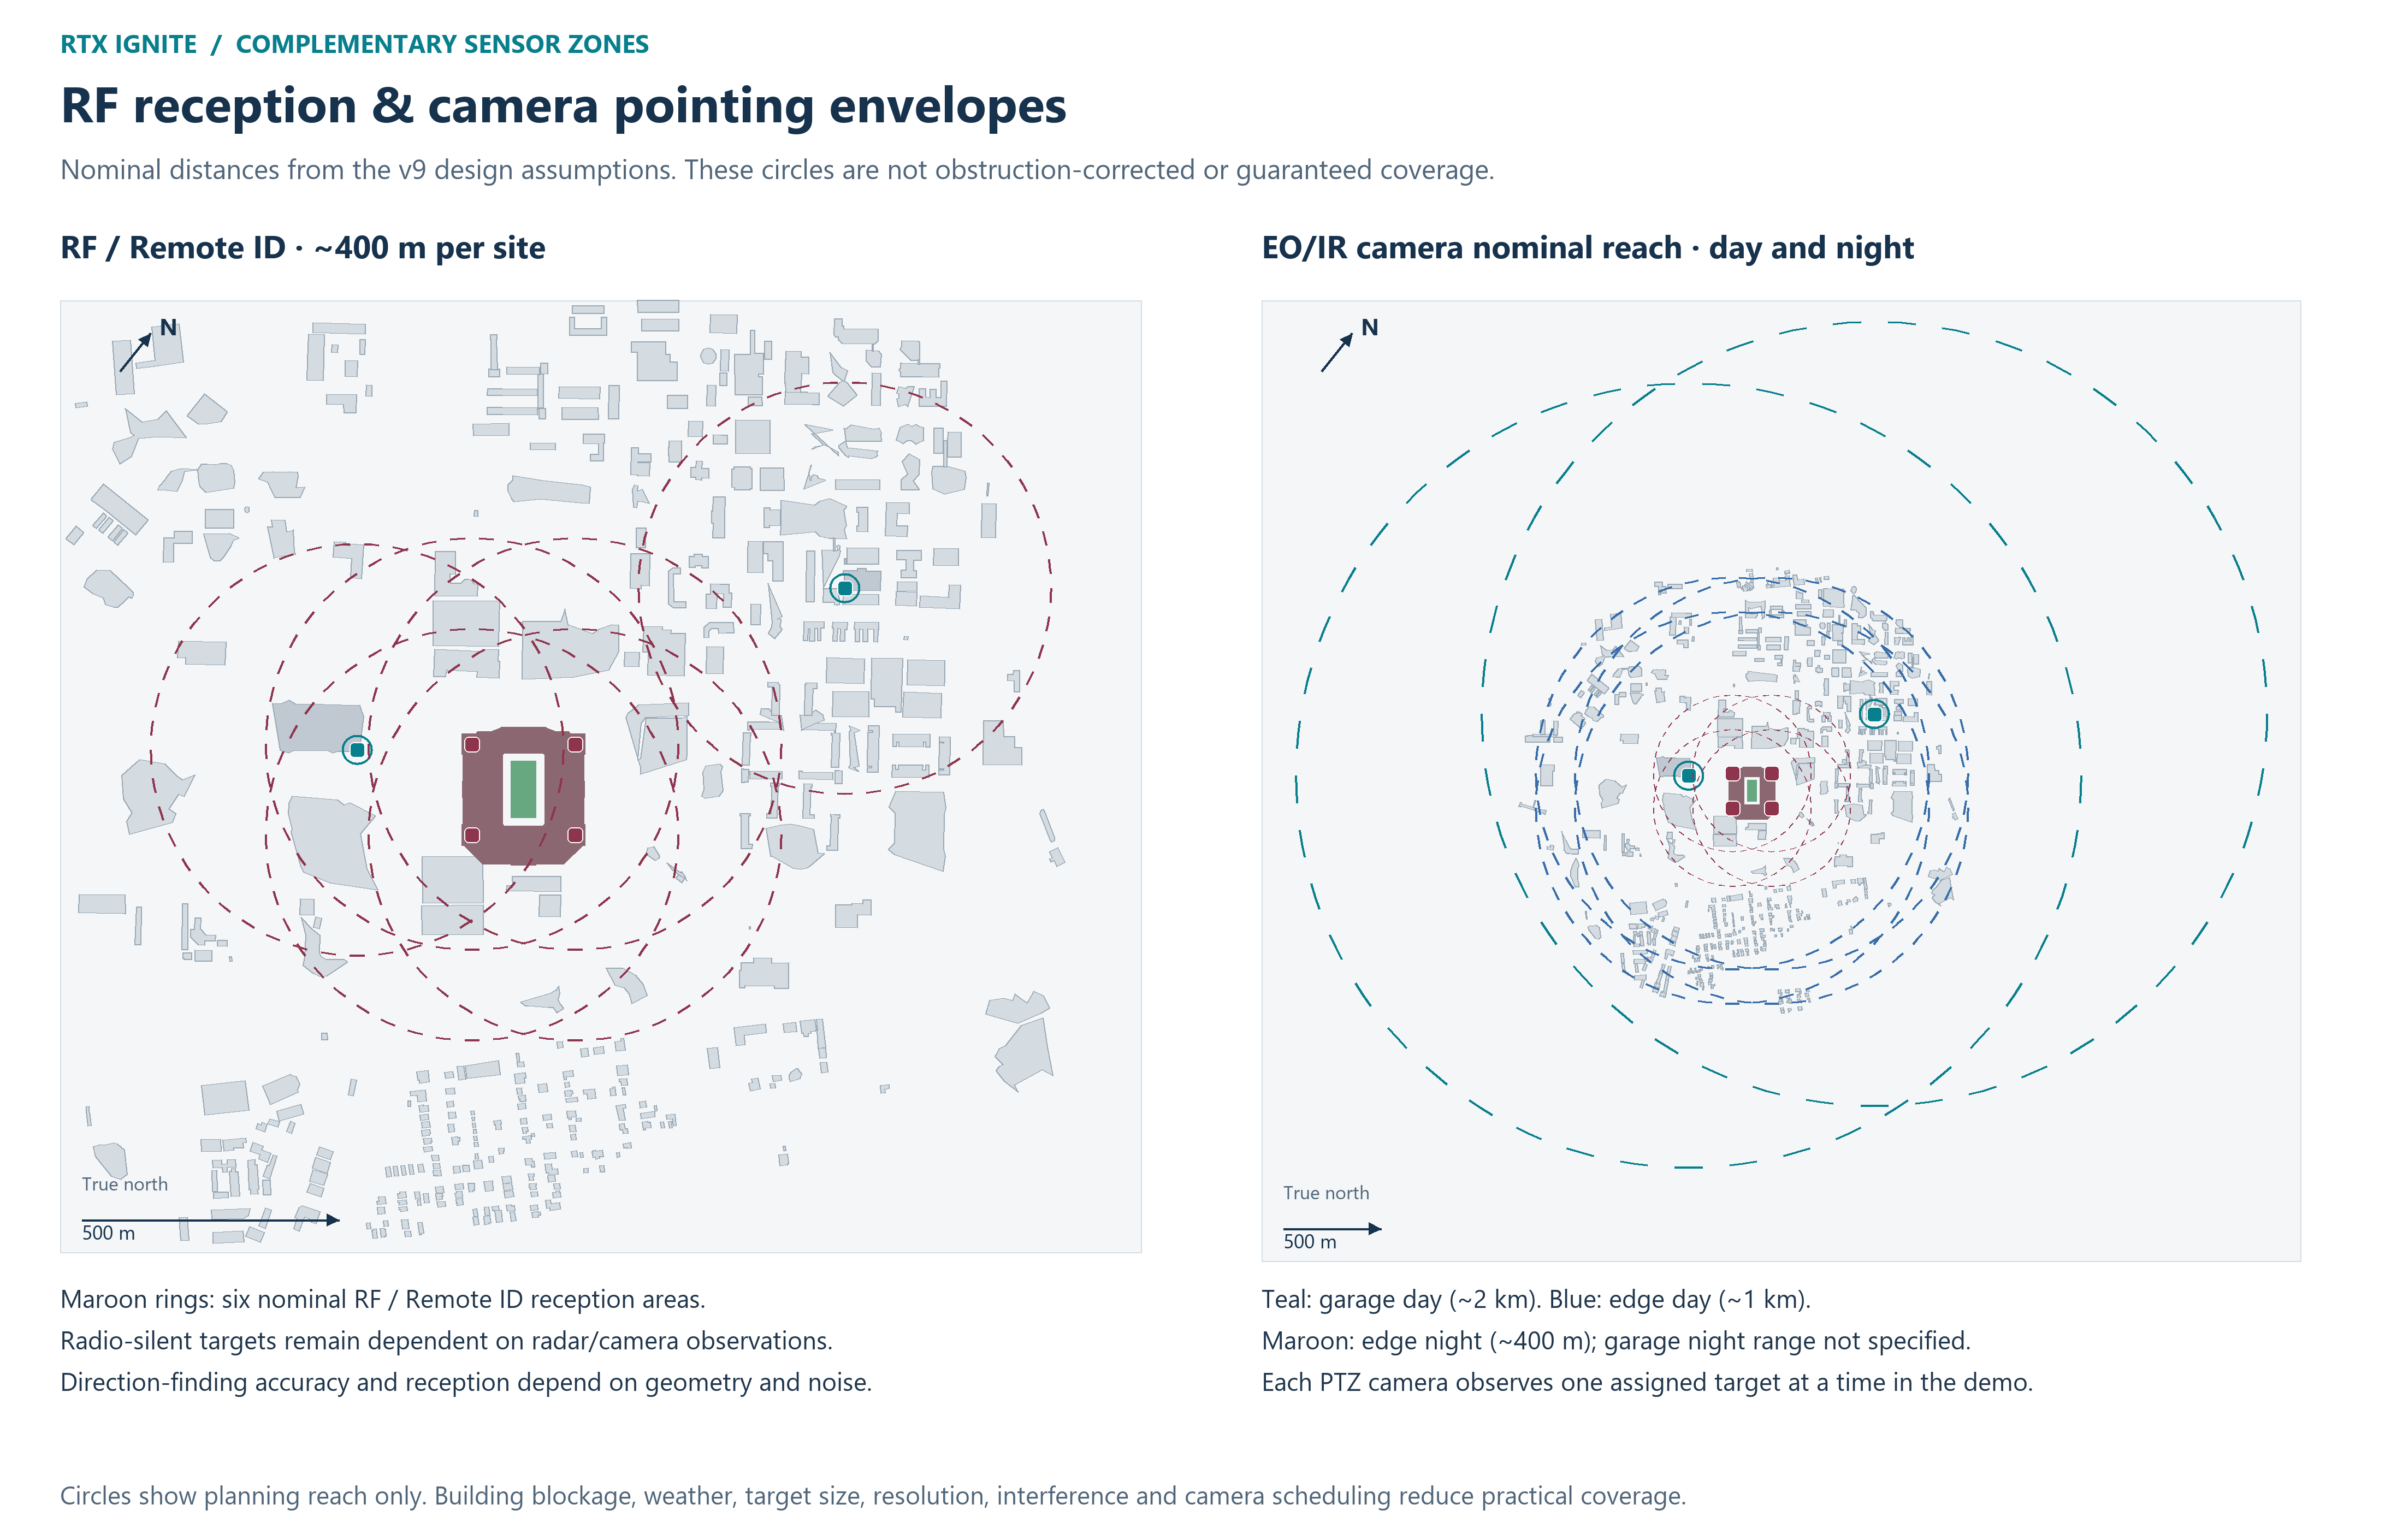 RTX IGNITE / COMPLEMENTARY SENSOR ZONES
RF reception & camera pointing envelopes
Nominal distances from the v9 design assumptions. These circles are not obstruction-corrected or guaranteed coverage.
RF / Remote ID · ~400 m per site
N
True north
500 m
Maroon rings: six nominal RF / Remote ID reception areas.
Radio-silent targets remain dependent on radar/camera observations.
Direction-finding accuracy and reception depend on geometry and noise.
EO/IR camera nominal reach · day and night
N
True north
500 m
Teal: garage day (~2 km). Blue: edge day (~1 km).
Maroon: edge night (~400 m); garage night range not specified.
Each PTZ camera observes one assigned target at a time in the demo.
Circles show planning reach only. Building blockage, weather, target size, resolution, interference and camera scheduling reduce practical coverage.